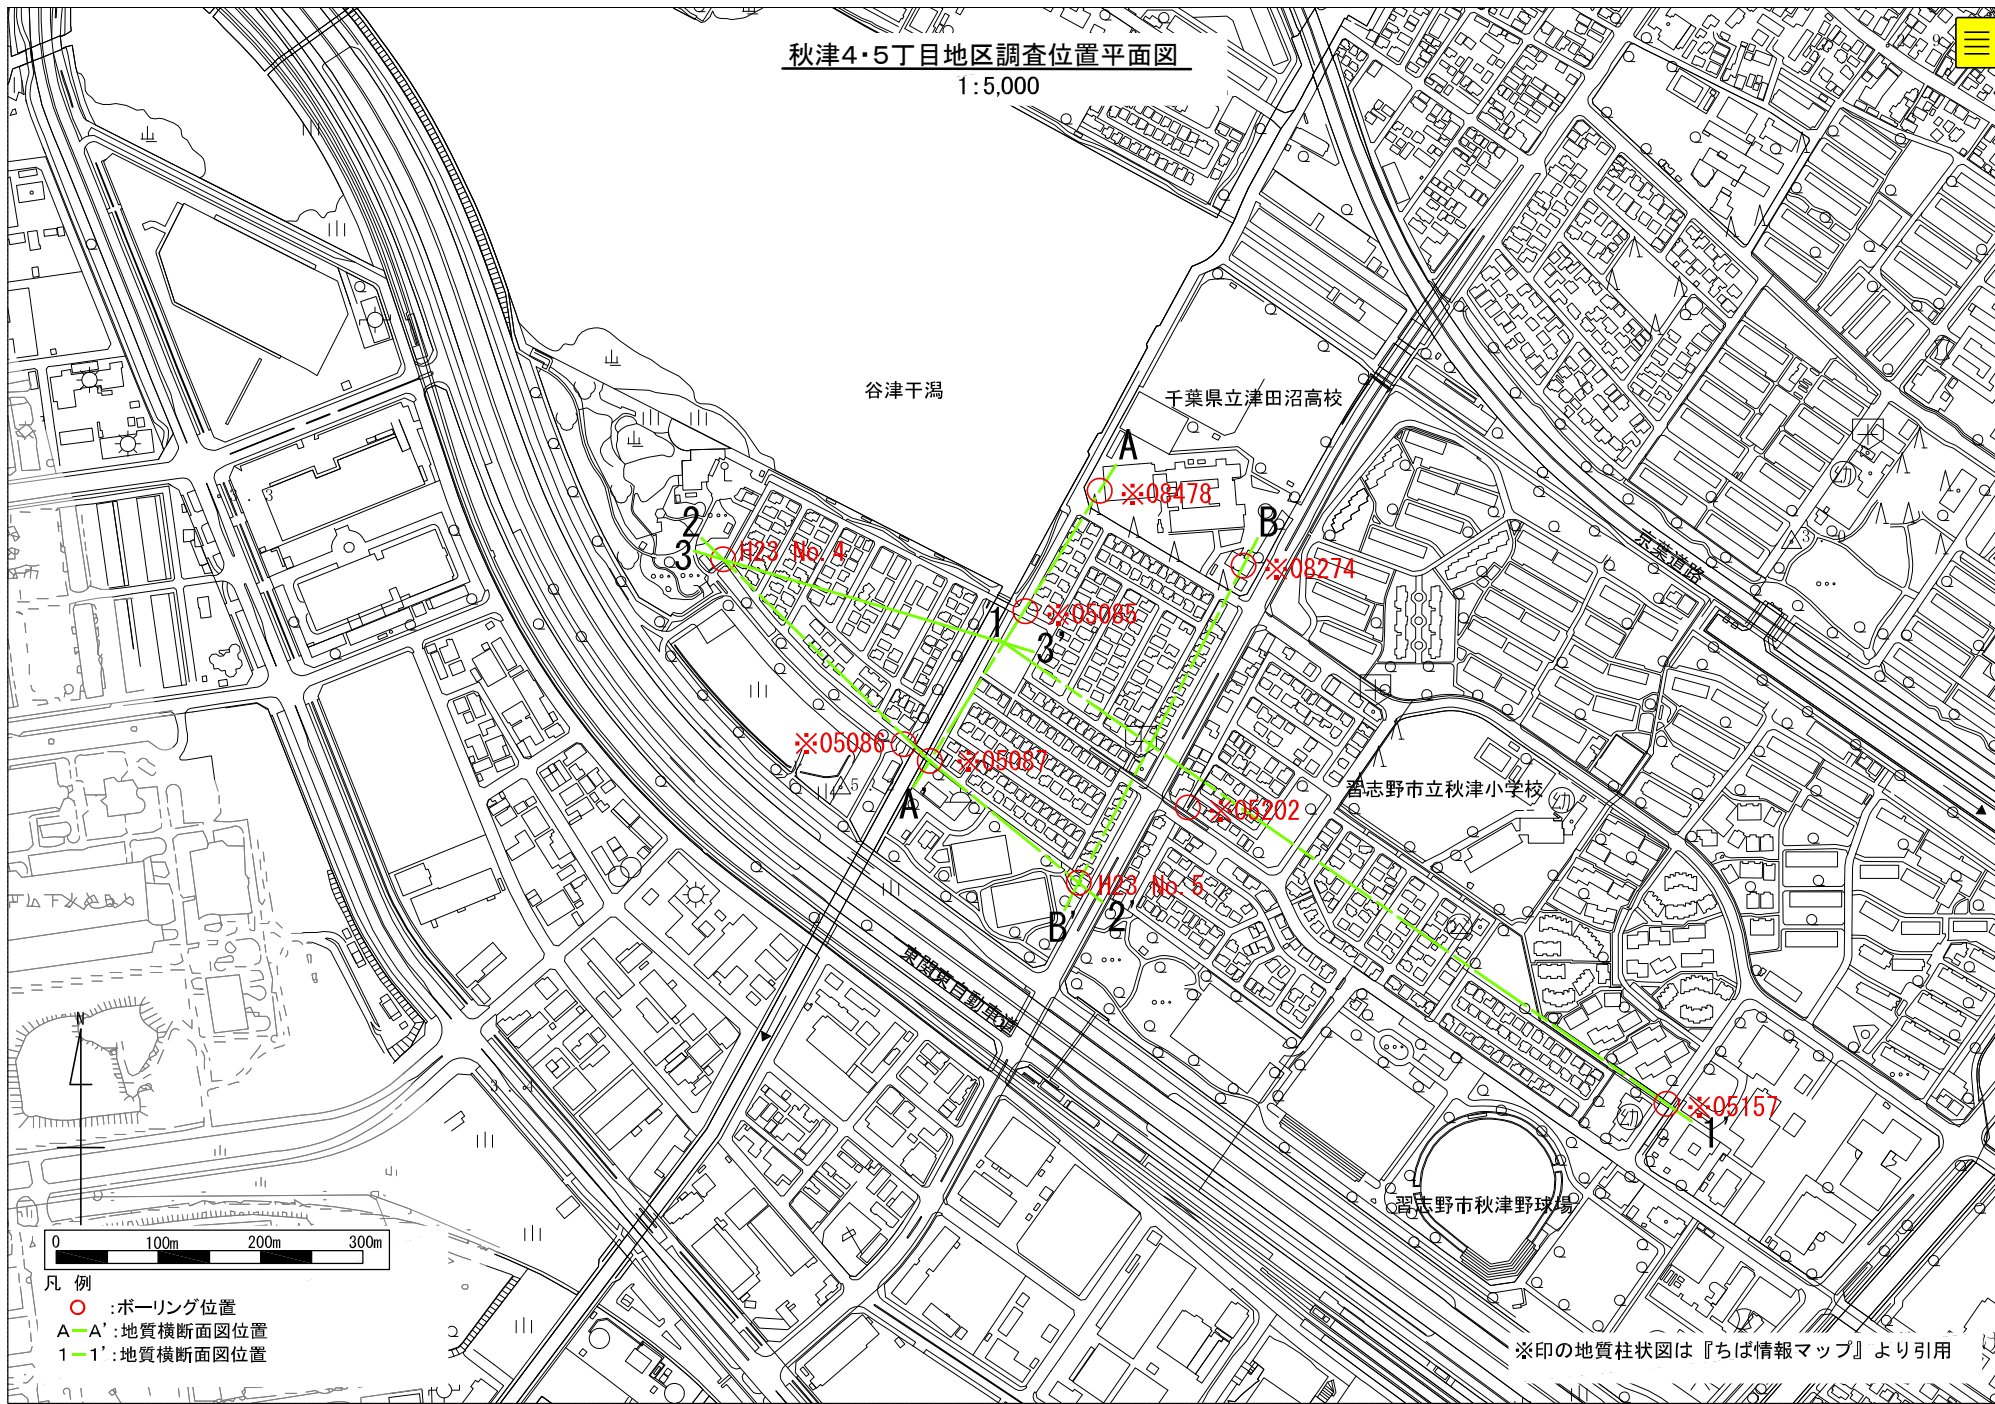 秋津4・5丁目地区調査位置平面図
1:5,000
谷津干潟
千葉県立津田沼高校
A
※08478
B
2
3
H23 No.4
※08274
京葉道路
1
※05085
3'
※05086
※05087
A'
※05202
習志野市立秋津小学校
H23 No.5
B'
2'
東関東自動車道
N
※05157
1'
習志野市秋津野球場
0 100m 200m 300m
凡 例
○ :ボーリング位置
A─A':地質横断面図位置
1─1':地質横断面図位置
※印の地質柱状図は『ちば情報マップ』より引用